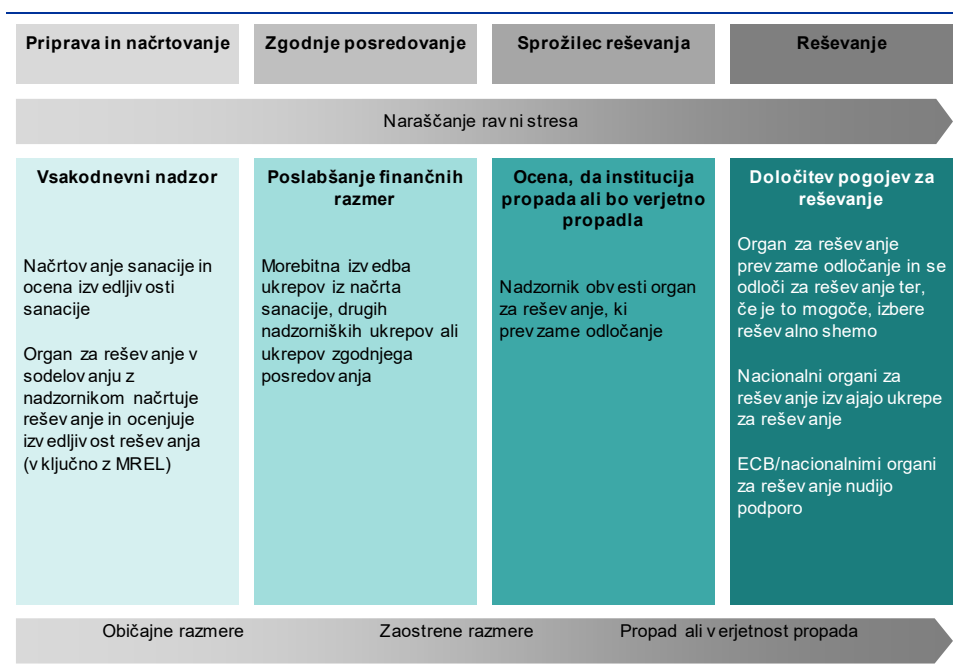 Priprava in načrtovanje
Zgodnje posredovanje
Sprožilec reševanja
Reševanje
Naraščanje ravni stresa
Vsakodnevni nadzor
Načrtovanje sanacije in
ocena izvedljivosti
sanacije
Organ za reševanje v
sodelovanju z
nadzornikom načrtuje
reševanje in ocenjuje
izvedljivost reševanja
(vključno z MREL)
Poslabšanje finančnih
razmer
Morebitna izvedba
ukrepov iz načrta
sanacije, drugih
nadzorniških ukrepov ali
ukrepov zgodnjega
posredovanja
Ocena, da institucija
propada ali bo verjetno
propadla
Nadzornik obvesti organ
za reševanje, ki
prevzame odločanje
Določitev pogojev za
reševanje
Organ za reševanje
prevzame odločanje in se
odloči za reševanje ter,
če je to mogoče, izbere
reševalno shemo
Nacionalni organi za
reševanje izvajajo ukrepe
za reševanje
ECB/nacionalnimi organi
za reševanje nudijo
podporo
Običajne razmere
Zaostrene razmere
Propad ali verjetnost propada